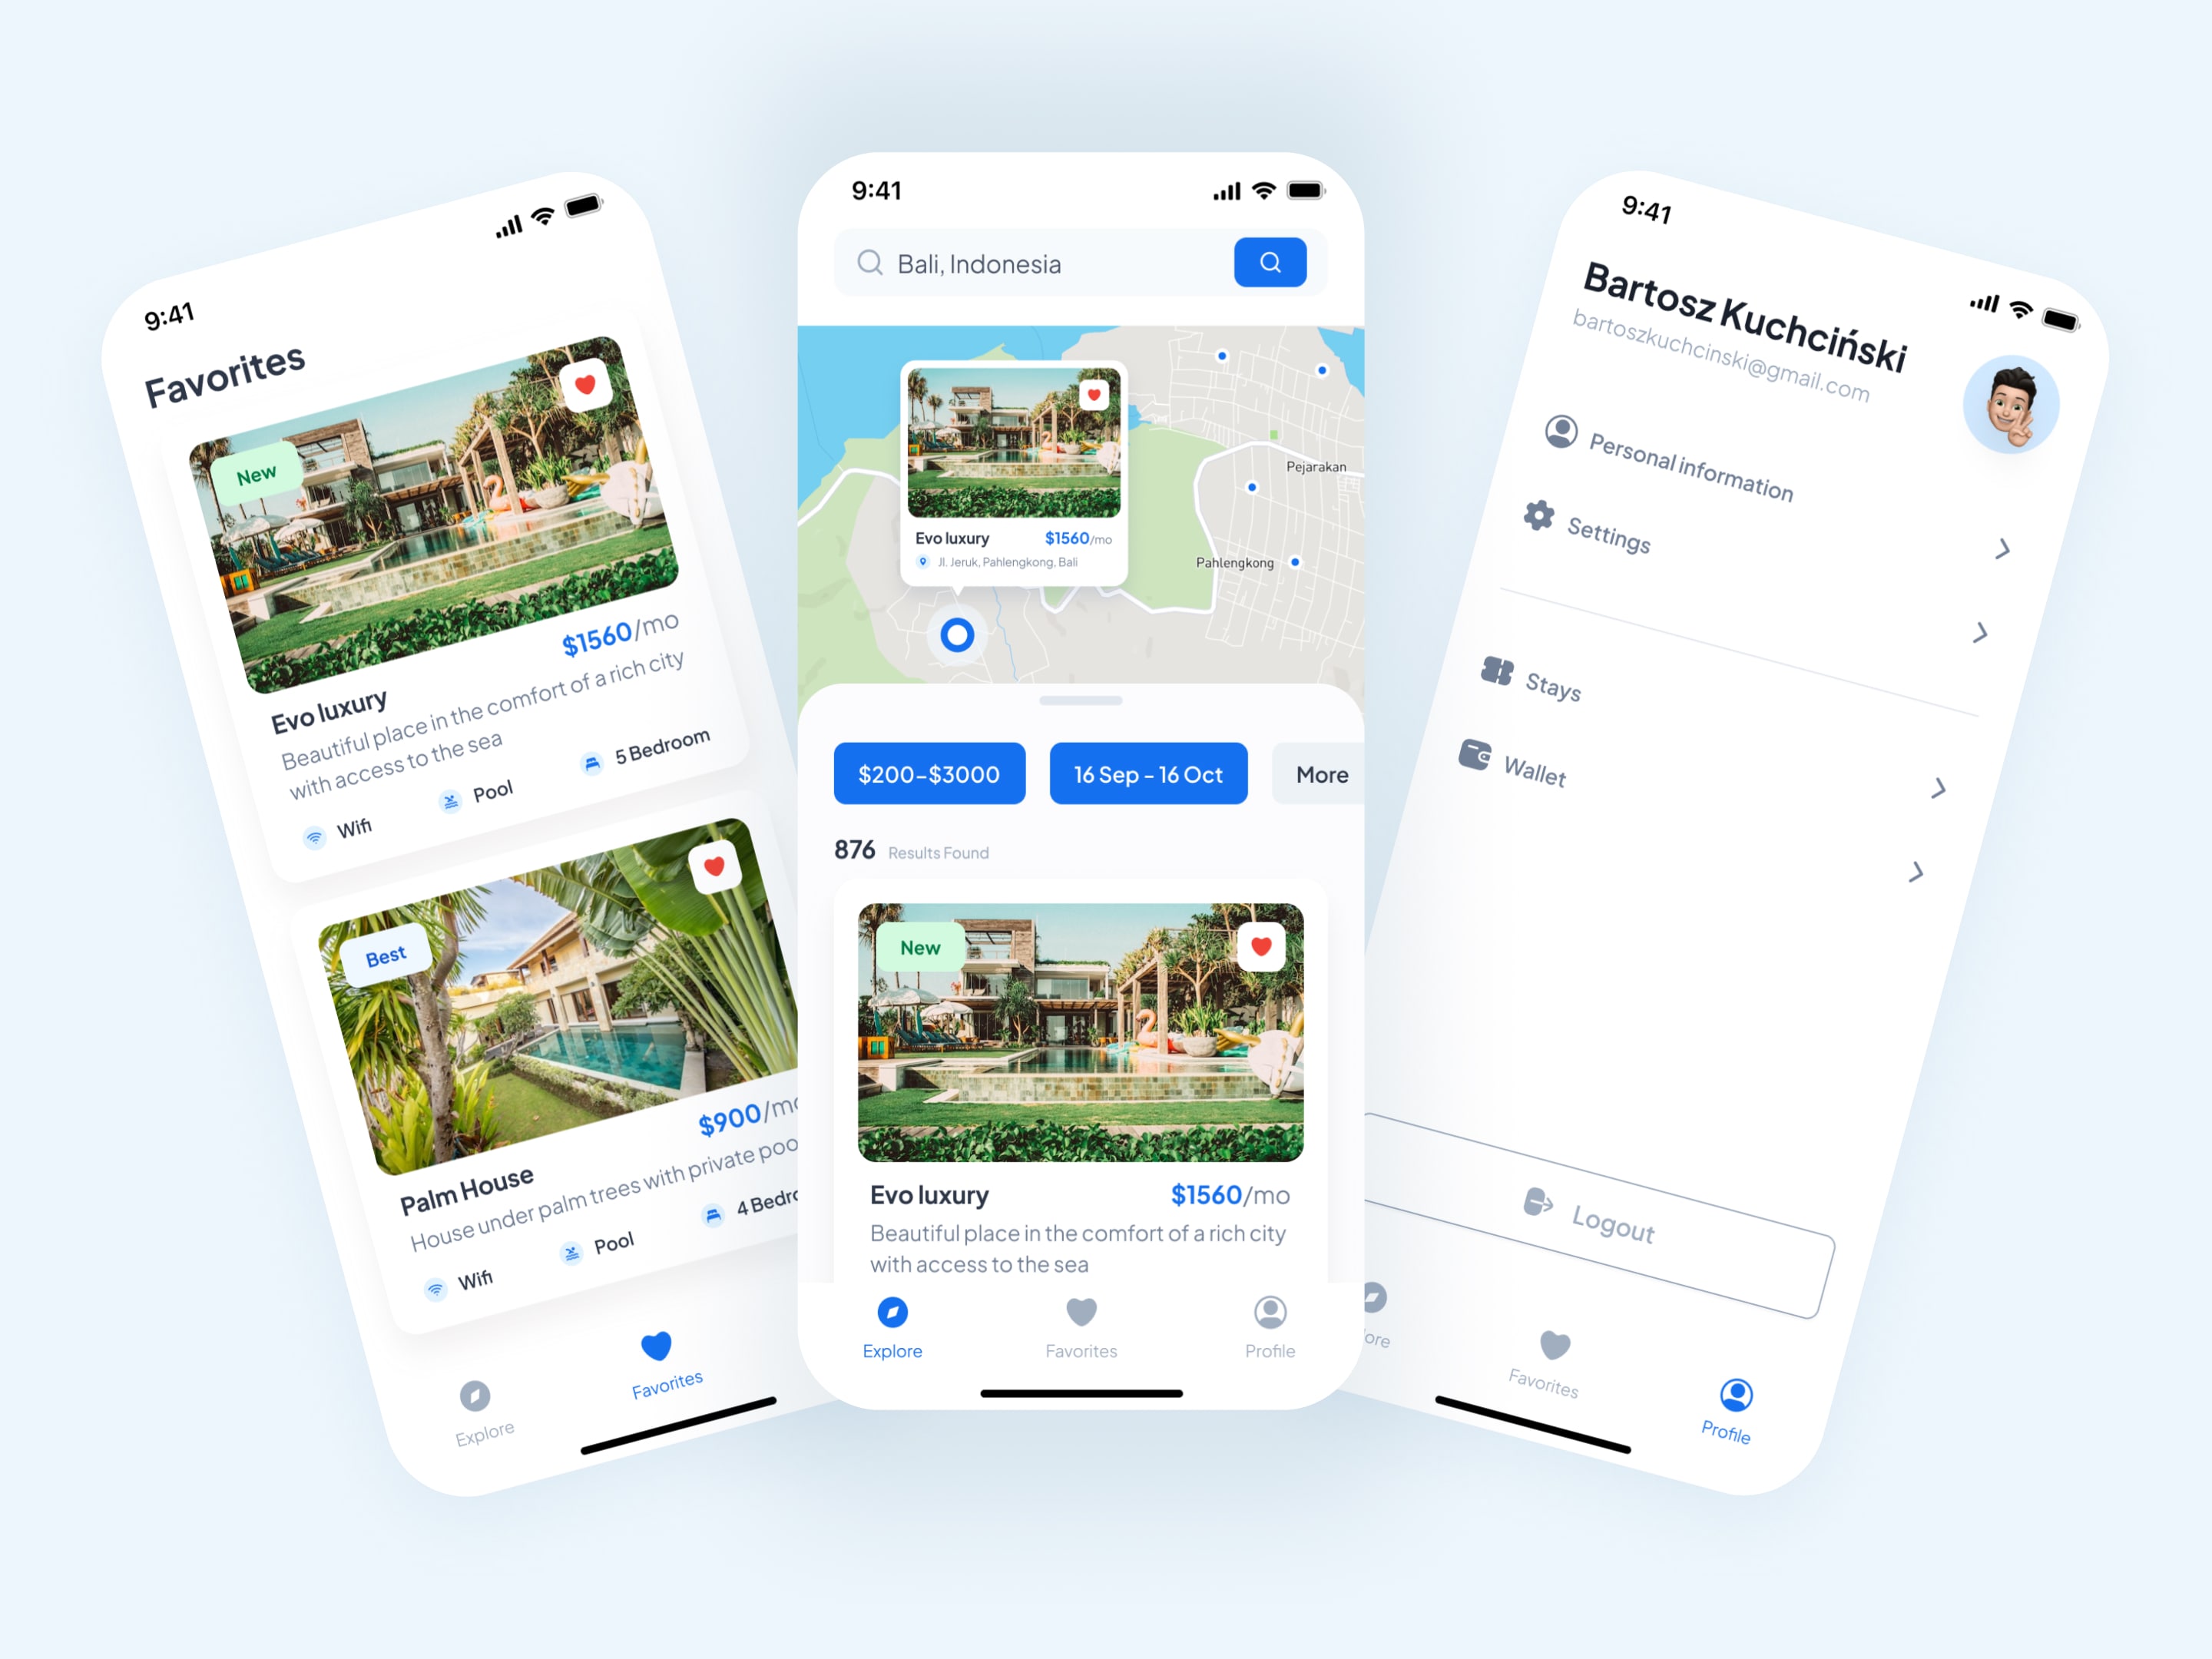 9:41
Favorites
New
$1560/mo
Evo luxury
Beautiful place in the comfort of a rich city
with access to the sea
Wifi
Pool
5 Bedroom
Best
$900/mo
Palm House
House under palm trees with private poo
Wifi
Pool
4 Bedro
Explore
Favorites
9:41
Bali, Indonesia
Evo luxury
$1560/mo
Jl. Jeruk, Pahlengkong, Bali
Pejarakan
Pahlengkong
$200-$3000
16 Sep - 16 Oct
More
876 Results Found
New
Evo luxury
$1560/mo
Beautiful place in the comfort of a rich city
with access to the sea
Explore
Favorites
Profile
9:41
Bartosz Kuchciński
bartoszkuchcinski@gmail.com
Personal information
Settings
Stays
Wallet
Logout
ore
Favorites
Profile